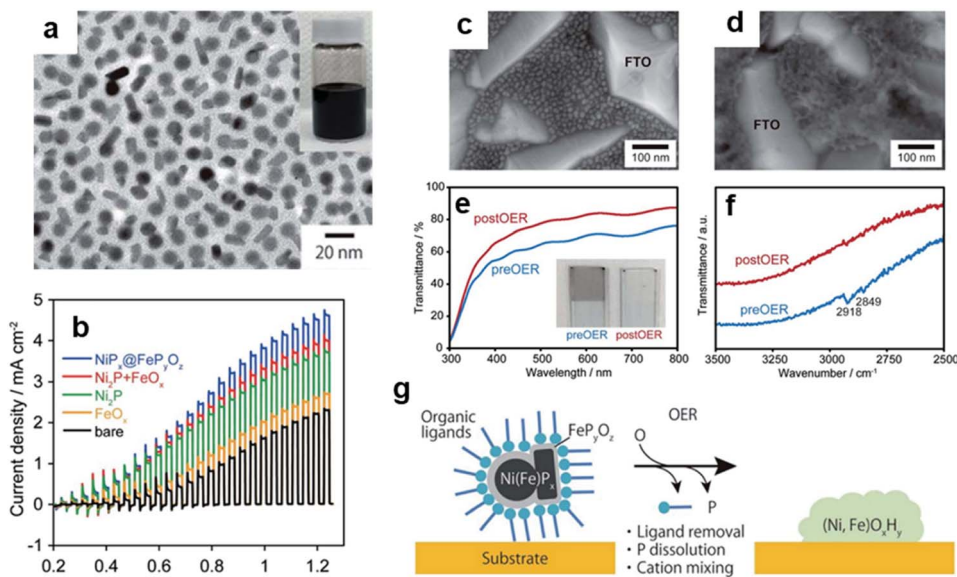 a
20 nm
b
Current density / mA cm⁻²
5
4
3
2
1
0
-1
NiPₓ@FePᵧO_z
Ni₂P+FeOₓ
Ni₂P
FeOₓ
bare
0.2 0.4 0.6 0.8 1 1.2
c
FTO
100 nm
d
FTO
100 nm
e
Transmittance / %
100
80
60
40
20
0
postOER
preOER
preOER postOER
300 400 500 600 700 800
Wavelength / nm
f
Transmittance / a.u.
postOER
preOER
2849
2918
3500 3250 3000 2750 2500
Wavenumber / cm⁻¹
g
Organic
ligands
FePᵧO_z
Ni(Fe)Pₓ
Substrate
OER
O
P
• Ligand removal
• P dissolution
• Cation mixing
(Ni, Fe)OₓHᵧ